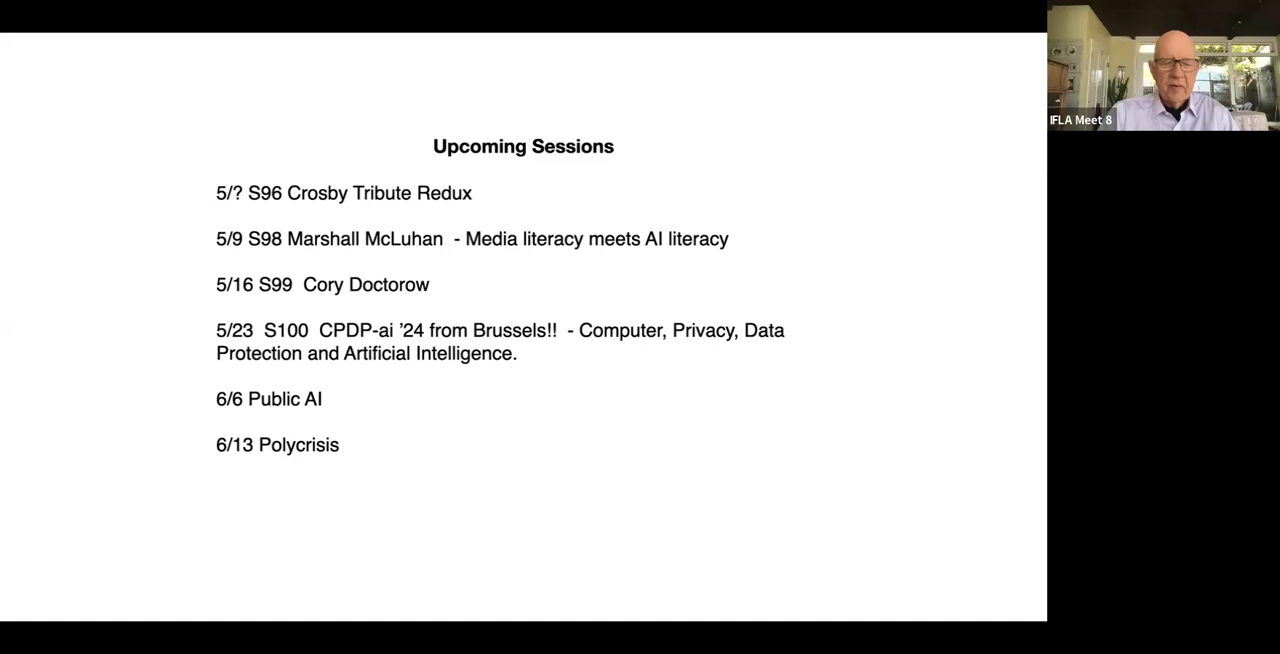 Upcoming Sessions
IFLA Meet 8
5/? S96 Crosby Tribute Redux
5/9 S98 Marshall McLuhan  - Media literacy meets AI literacy
5/16 S99  Cory Doctorow
5/23  S100  CPDP-ai ’24 from Brussels!!  - Computer, Privacy, Data
Protection and Artificial Intelligence.
6/6 Public AI
6/13 Polycrisis